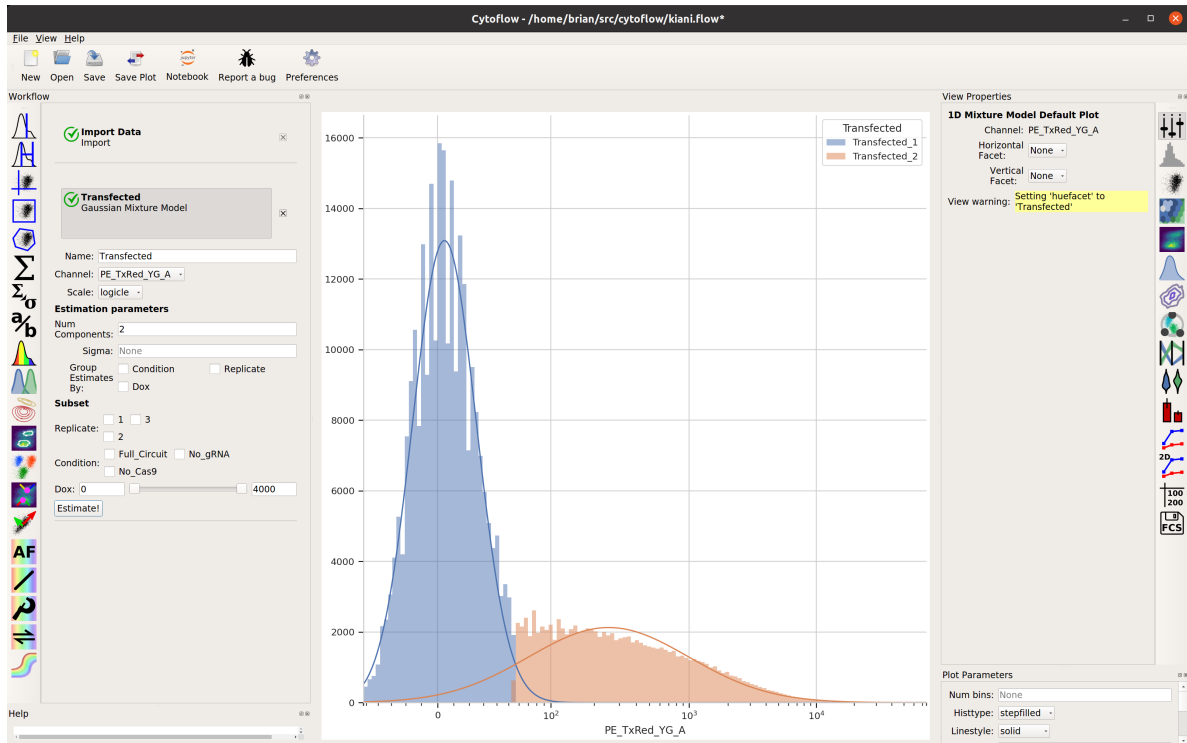 Cytoflow - /home/brian/src/cytoflow/kiani.flow*
File View Help
New Open Save Save Plot Notebook Report a bug Preferences
Workflow
Import Data
Import
Transfected
Gaussian Mixture Model
Name: Transfected
Channel: PE_TxRed_YG_A
Scale: logicle
Estimation parameters
Num
Components: 2
Sigma: None
Group
Estimates
By:
Condition Replicate
Dox
Subset
Replicate:
1 3
2
Condition:
Full_Circuit No_gRNA
No_Cas9
Dox: 0 4000
Estimate!
Help
Σ
Σ,σ
a/b
AF
16000
14000
12000
10000
8000
6000
4000
2000
0
0 10² 10³ 10⁴
PE_TxRed_YG_A
Transfected
Transfected_1
Transfected_2
View Properties
1D Mixture Model Default Plot
Channel: PE_TxRed_YG_A
Horizontal
Facet: None
Vertical
Facet: None
View warning: Setting 'huefacet' to
'Transfected'
2D
100
200
FCS
Plot Parameters
Num bins: None
Histtype: stepfilled
Linestyle: solid